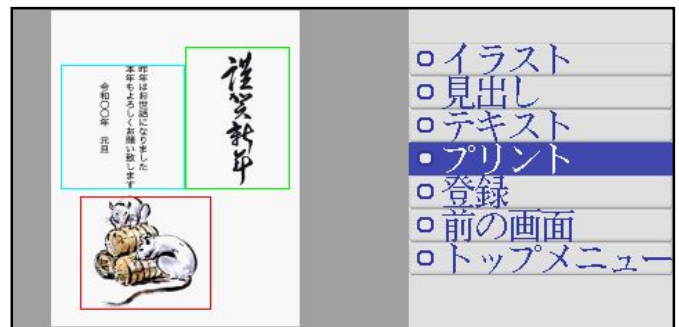 謹賀新年
昨年はお世話になりました
本年もよろしくお願い致します
令和〇〇年 元旦
イラスト
見出し
テキスト
プリント
登録
前の画面
トップメニュー